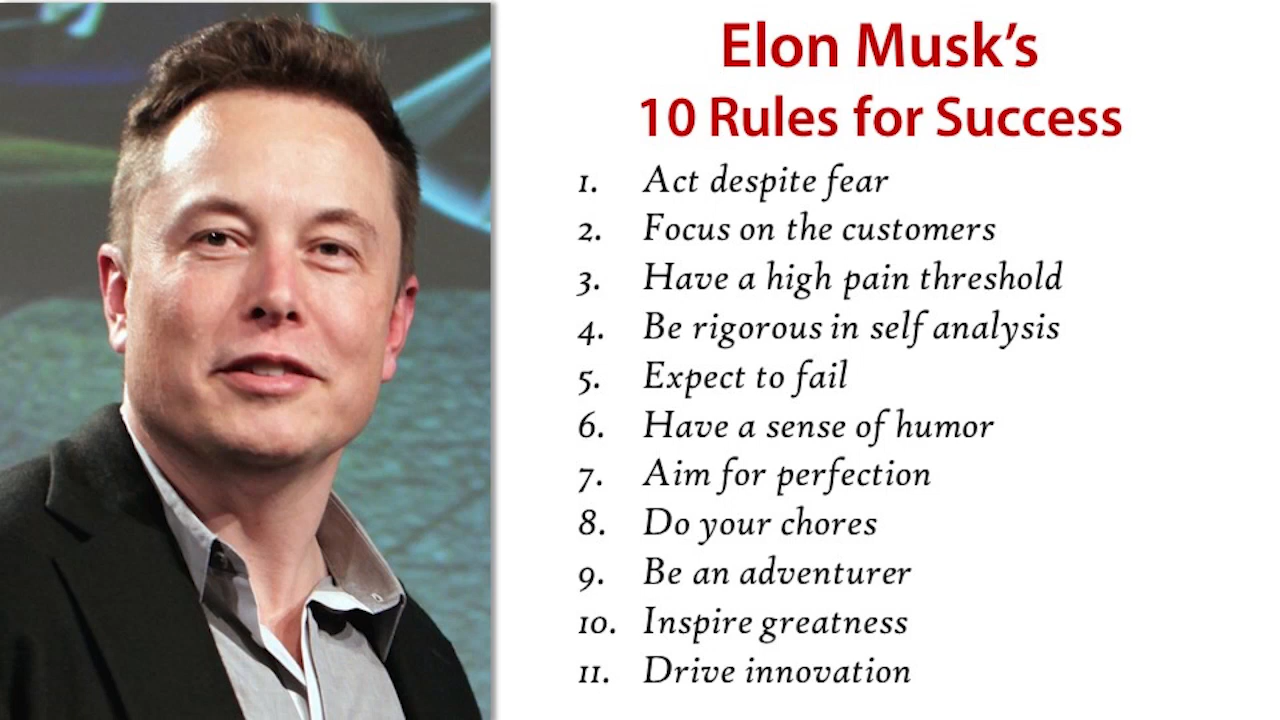 Elon Musk’s
10 Rules for Success
1. Act despite fear
2. Focus on the customers
3. Have a high pain threshold
4. Be rigorous in self analysis
5. Expect to fail
6. Have a sense of humor
7. Aim for perfection
8. Do your chores
9. Be an adventurer
10. Inspire greatness
11. Drive innovation